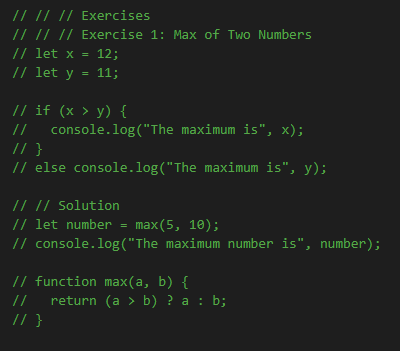 // // // Exercises
// // // Exercise 1: Max of Two Numbers
// let x = 12;
// let y = 11;

// if (x > y) {
//   console.log("The maximum is", x);
// }
// else console.log("The maximum is", y);

// // Solution
// let number = max(5, 10);
// console.log("The maximum number is", number);

// function max(a, b) {
//   return (a > b) ? a : b;
// }